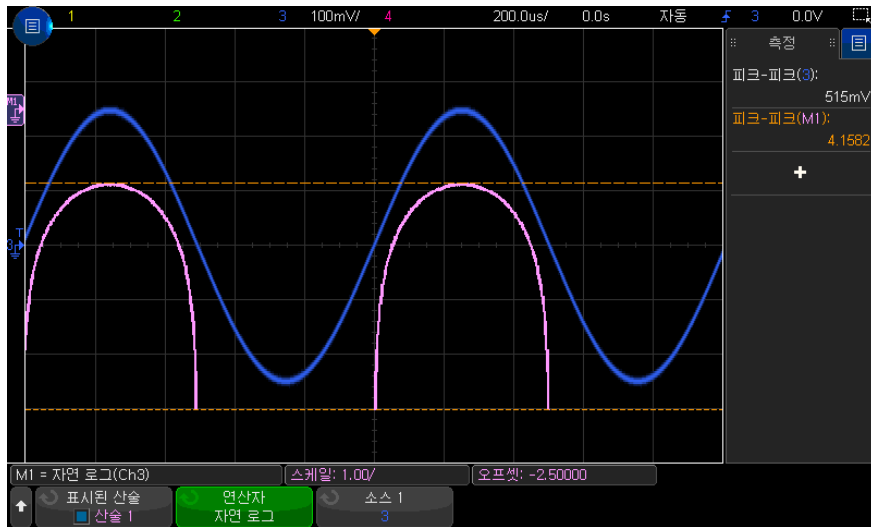 1 2 3 100mV/ 4 200.0us/ 0.0s 자동 3 0.0V
측정
피크-피크(3):
515mV
피크-피크(M1):
4.1582
+
M1
T
3
M1 = 자연 로그(Ch3) 스케일: 1.00/ 오프셋: -2.50000
표시된 산술 연산자 소스 1
산술 1 자연 로그 3